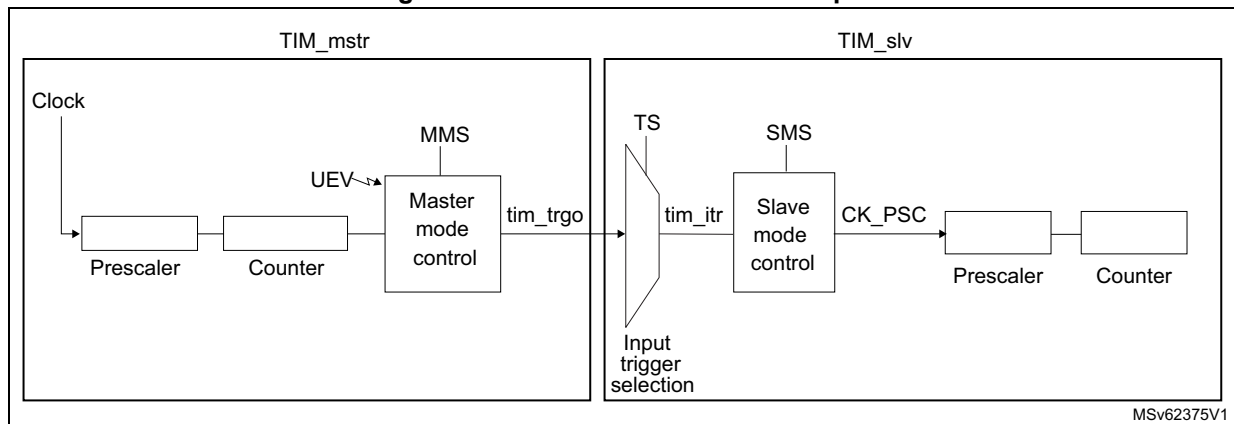 TIM_mstr
TIM_slv
Clock
MMS
TS
SMS
UEV
Master
mode
control
tim_trgo
tim_itr
Slave
mode
control
CK_PSC
Prescaler
Counter
Prescaler
Counter
Input
trigger
selection
MSv62375V1